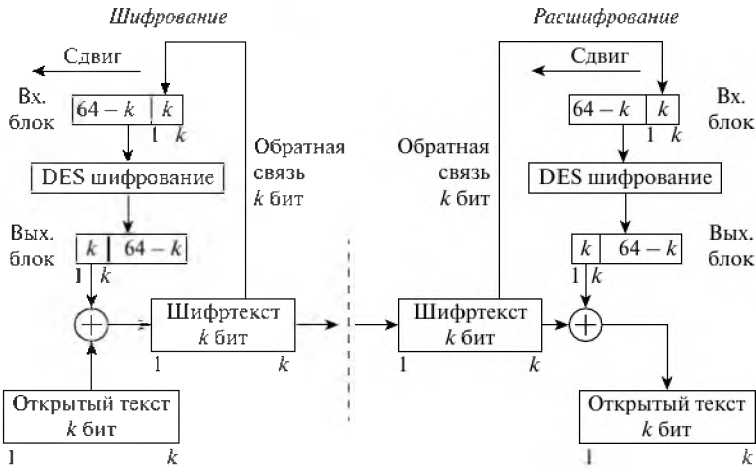 Шифрование
Расшифрование
Сдвиг
Вх.
блок
64 – k k
1 k
DES шифрование
Обратная
связь
k бит
Вых.
блок
k 64 – k
1 k
Шифртекст
k бит
1 k
Открытый текст
k бит
1 k
Сдвиг
64 – k k
Вх.
блок
1 k
Обратная
связь
k бит
DES шифрование
k 64 – k
Вых.
блок
1 k
Шифртекст
k бит
1 k
Открытый текст
k бит
1 k